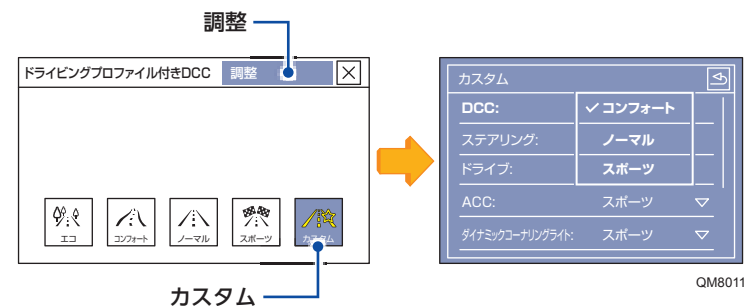 調整
ドライビングプロファイル付きDCC 調整
エコ
コンフォート
ノーマル
スポーツ
カスタム
カスタム
カスタム
DCC: ✓ コンフォート
ステアリング: ノーマル
ドライブ: スポーツ
ACC: スポーツ
ダイナミックコーナリングライト: スポーツ
QM8011